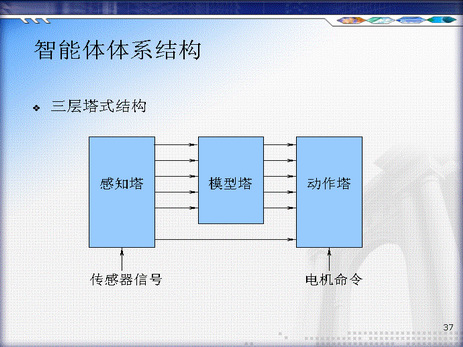 智能体体系结构
三层塔式结构
感知塔
模型塔
动作塔
传感器信号
电机命令
37